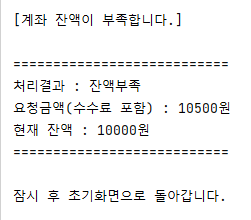 [계좌 잔액이 부족합니다.]
===========================
처리결과 : 잔액부족
요청금액(수수료 포함) : 10500원
현재 잔액 : 10000원
===========================
잠시 후 초기화면으로 돌아갑니다.